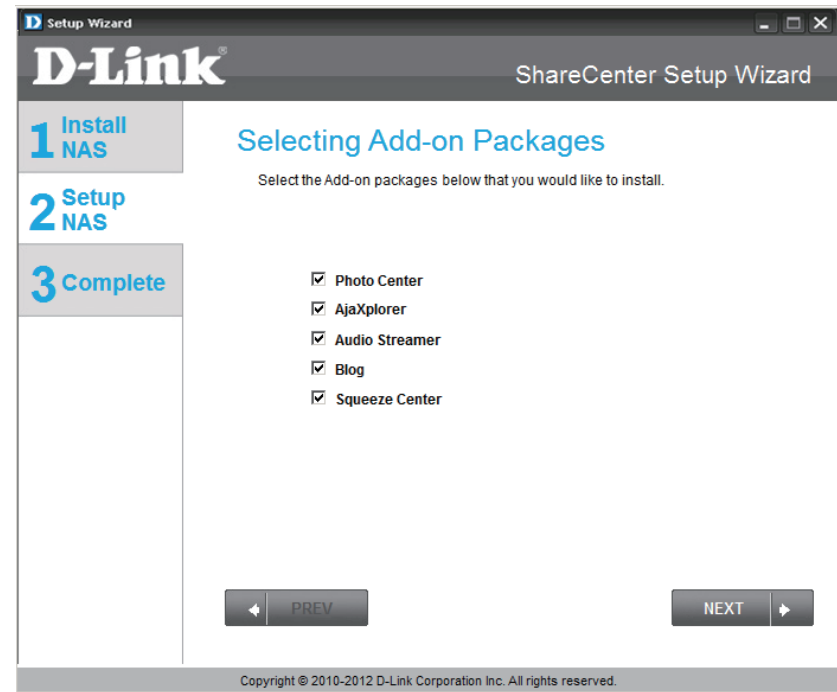 Setup Wizard
D-Link®
ShareCenter Setup Wizard
1 Install
NAS
2 Setup
NAS
3 Complete
Selecting Add-on Packages
Select the Add-on packages below that you would like to install.
Photo Center
AjaXplorer
Audio Streamer
Blog
Squeeze Center
PREV
NEXT
Copyright © 2010-2012 D-Link Corporation Inc. All rights reserved.